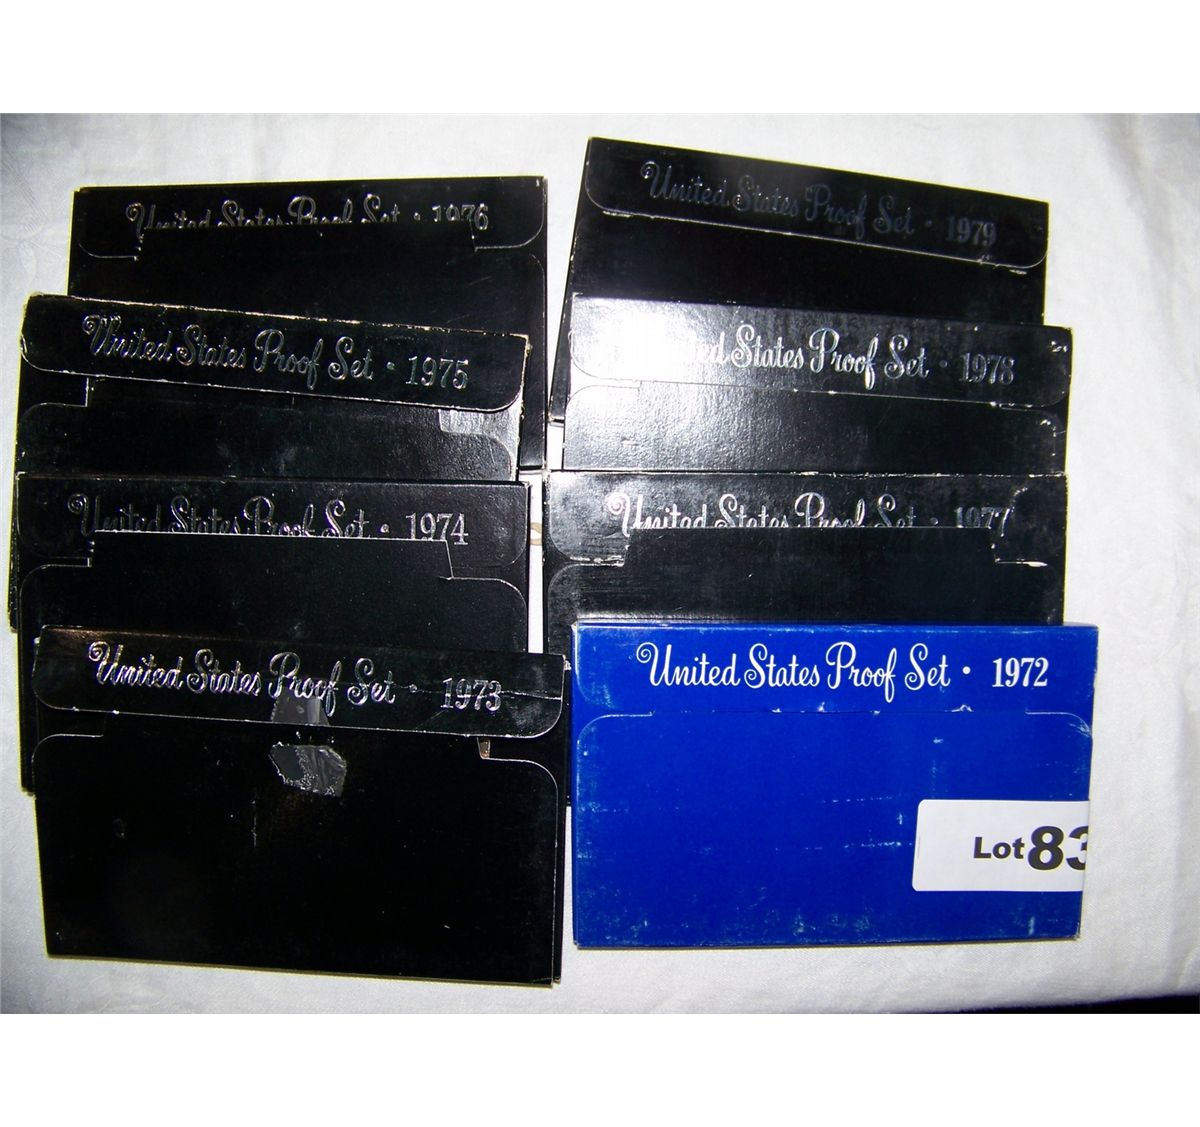 United States Proof Set · 1976
United States Proof Set · 1975
United States Proof Set · 1974
United States Proof Set · 1973
United States Proof Set · 1979
United States Proof Set · 1978
United States Proof Set · 1977
United States Proof Set · 1972
Lot 83